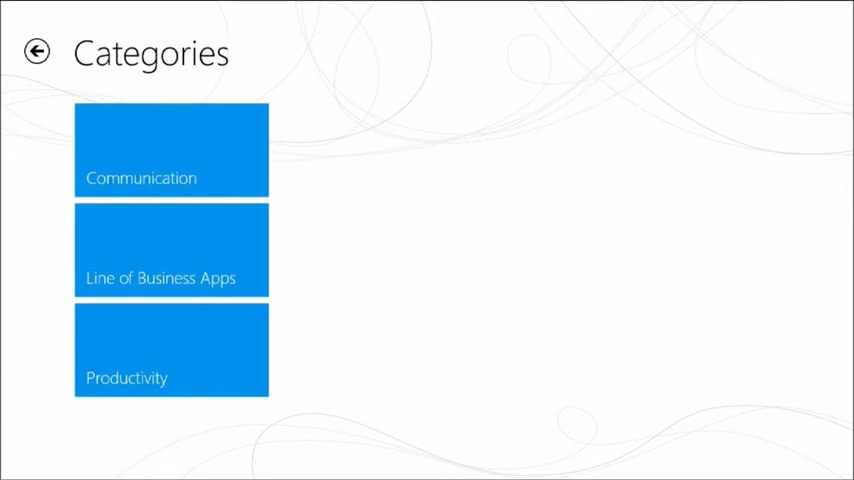 Categories
Communication
Line of Business Apps
Productivity